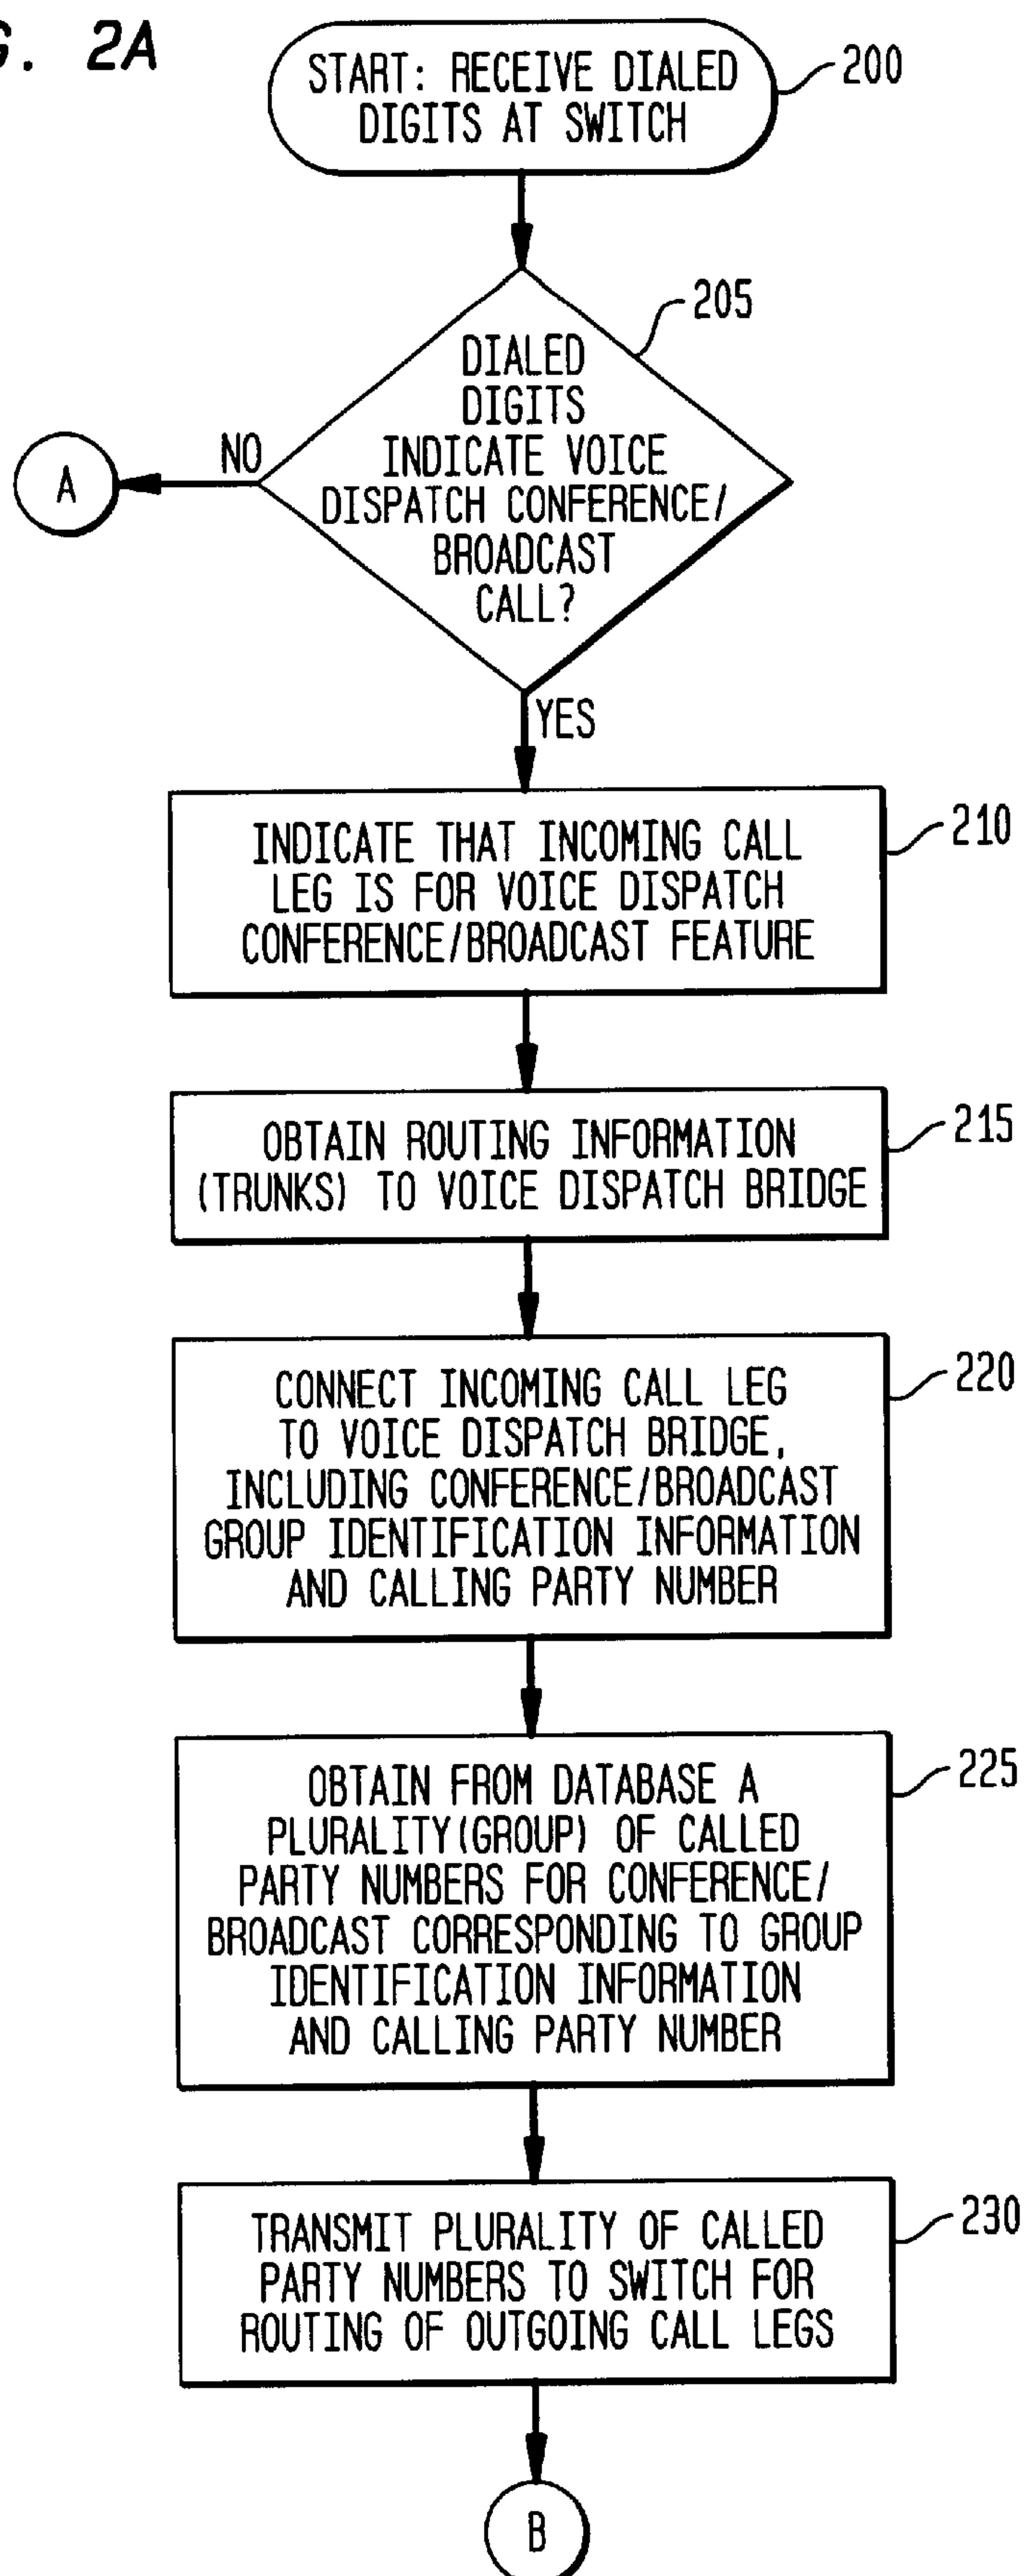 G. 2A
START: RECEIVE DIALED
DIGITS AT SWITCH
200
205
DIALED
DIGITS
INDICATE VOICE
DISPATCH CONFERENCE/
BROADCAST
CALL?
NO
A
YES
210
INDICATE THAT INCOMING CALL
LEG IS FOR VOICE DISPATCH
CONFERENCE/BROADCAST FEATURE
215
OBTAIN ROUTING INFORMATION
(TRUNKS) TO VOICE DISPATCH BRIDGE
220
CONNECT INCOMING CALL LEG
TO VOICE DISPATCH BRIDGE,
INCLUDING CONFERENCE/BROADCAST
GROUP IDENTIFICATION INFORMATION
AND CALLING PARTY NUMBER
225
OBTAIN FROM DATABASE A
PLURALITY(GROUP) OF CALLED
PARTY NUMBERS FOR CONFERENCE/
BROADCAST CORRESPONDING TO GROUP
IDENTIFICATION INFORMATION
AND CALLING PARTY NUMBER
230
TRANSMIT PLURALITY OF CALLED
PARTY NUMBERS TO SWITCH FOR
ROUTING OF OUTGOING CALL LEGS
B